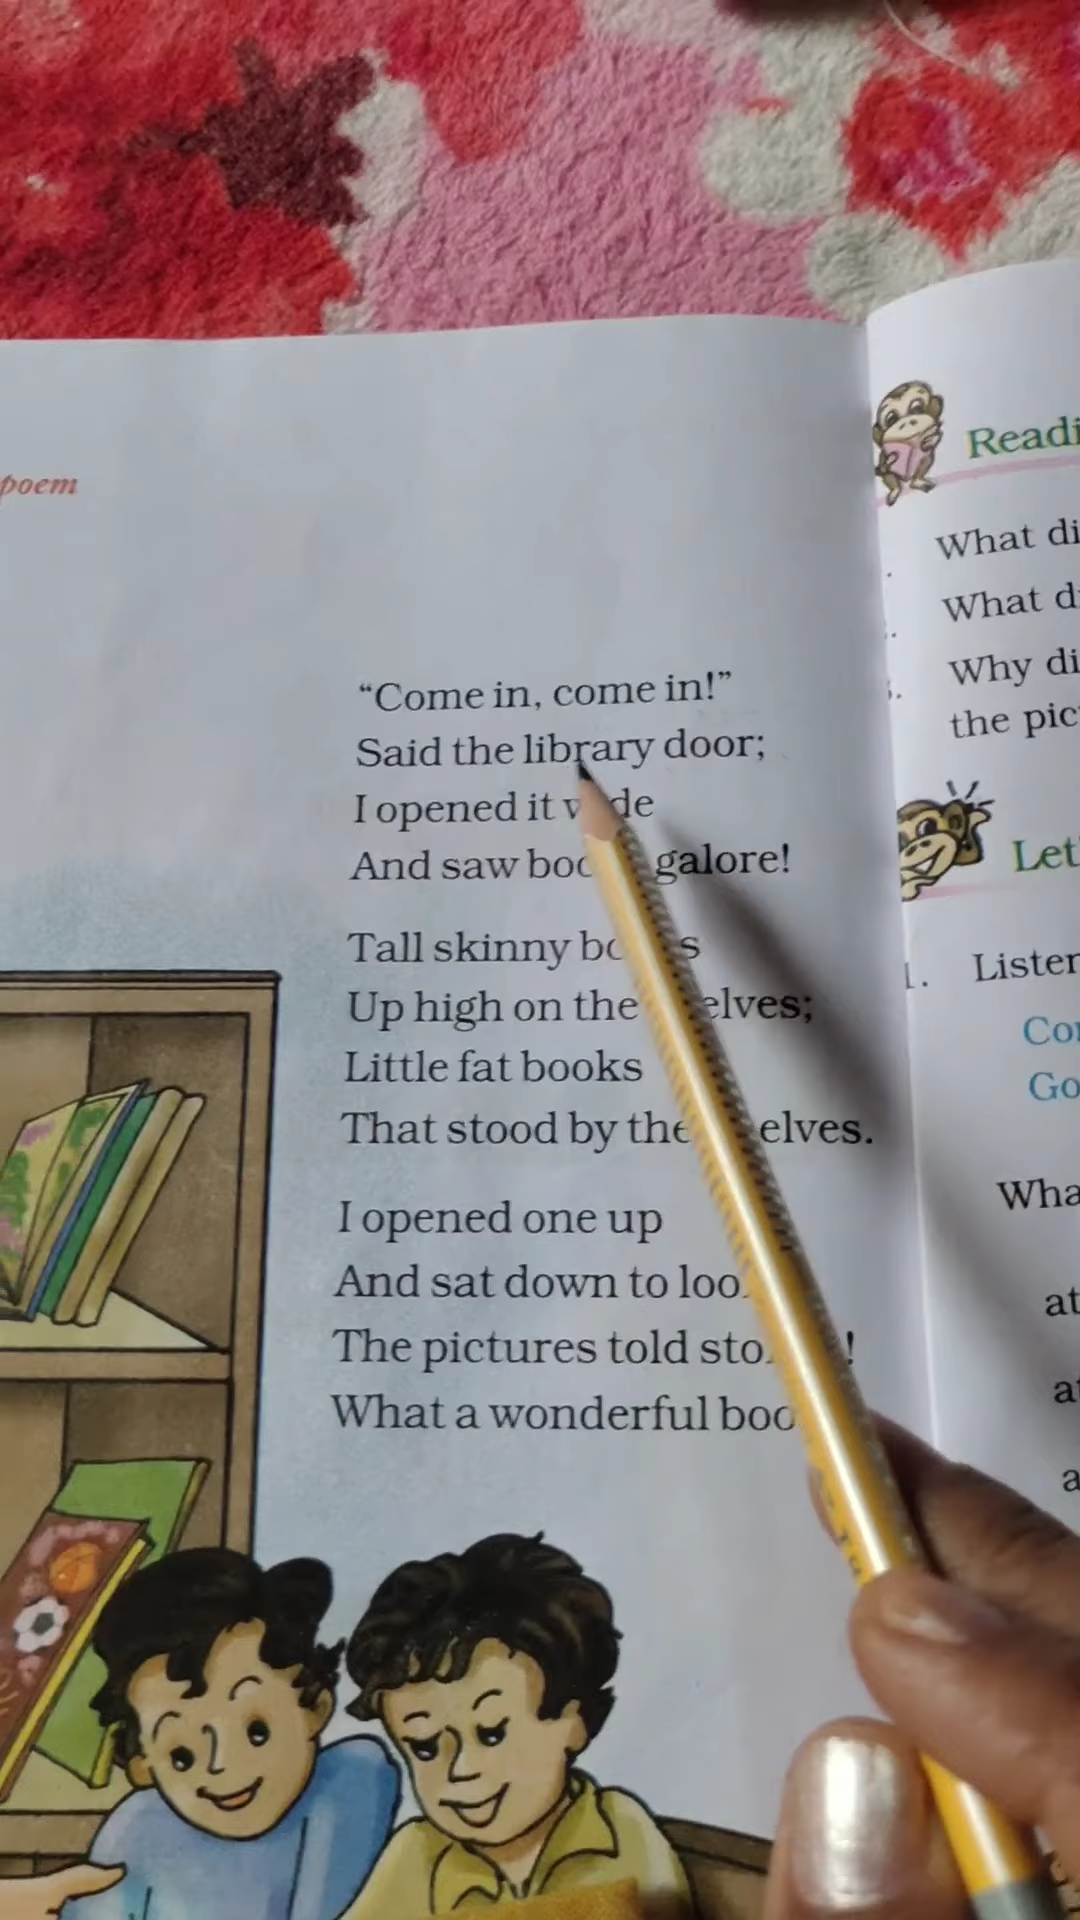 poem
“Come in, come in!”
Said the library door;
I opened it
And saw galore!
Tall skinny
Up high on the
Little fat books
That stood by
I opened one up
And sat down to
The pictures told
What a wonderful
Readi
What di
What d
Why di
the pic
Let'
1. Listen
Co
Go
Wha
at
a
a